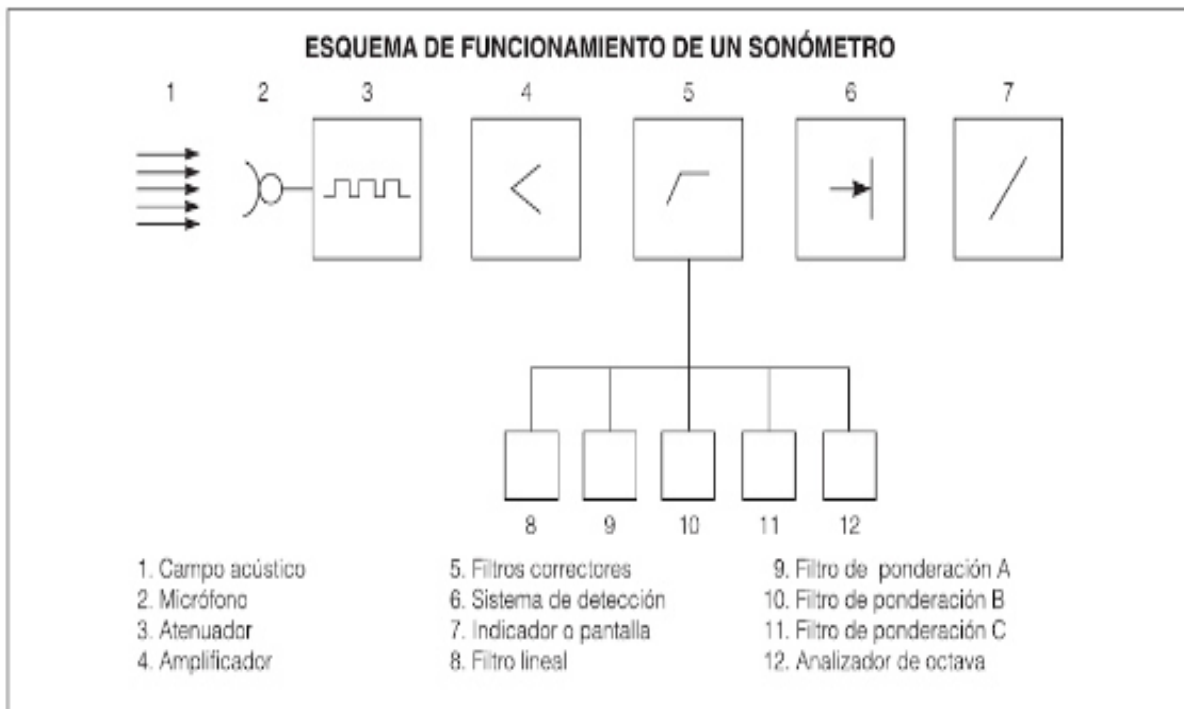 ESQUEMA DE FUNCIONAMIENTO DE UN SONÓMETRO
1 2 3 4 5 6 7
8 9 10 11 12
1. Campo acústico
2. Micrófono
3. Atenuador
4. Amplificador
5. Filtros correctores
6. Sistema de detección
7. Indicador o pantalla
8. Filtro lineal
9. Filtro de ponderación A
10. Filtro de ponderación B
11. Filtro de ponderación C
12. Analizador de octava